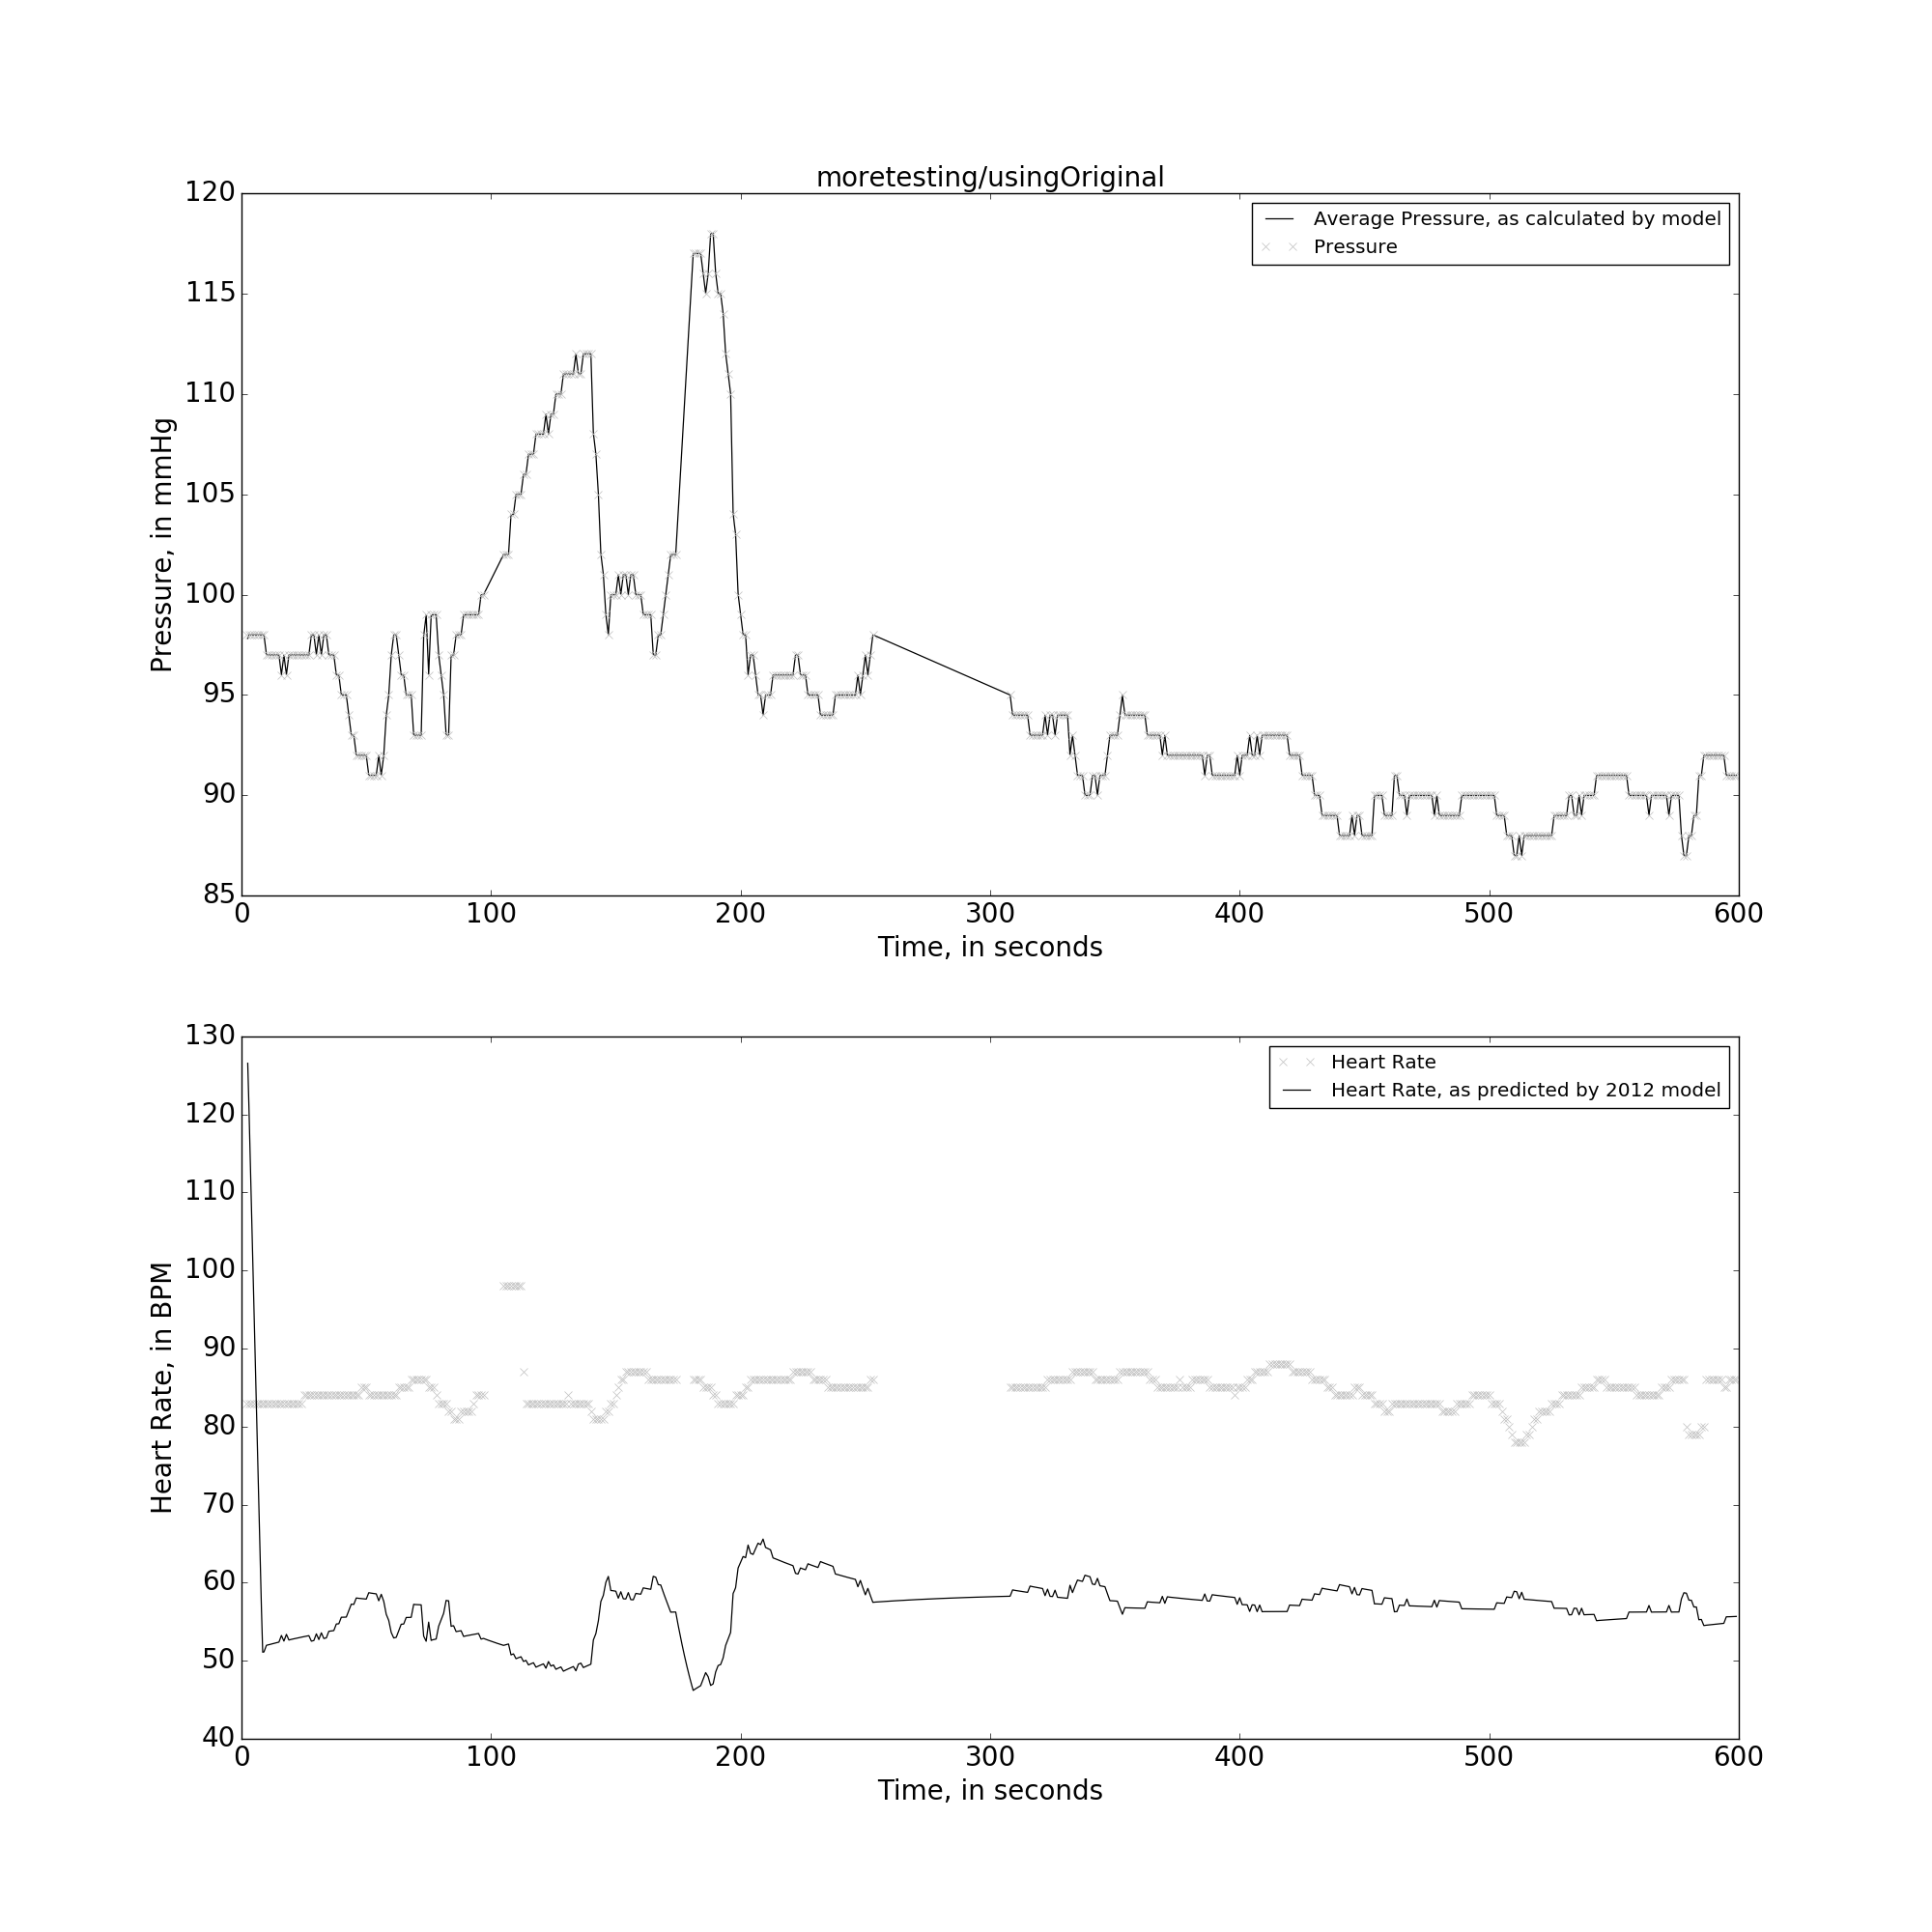 moretesting/usingOriginal
120
115
110
105
100
95
90
85
Pressure, in mmHg
Average Pressure, as calculated by model
Pressure
0 100 200 300 400 500 600
Time, in seconds
130
120
110
100
90
80
70
60
50
40
Heart Rate, in BPM
Heart Rate
Heart Rate, as predicted by 2012 model
0 100 200 300 400 500 600
Time, in seconds